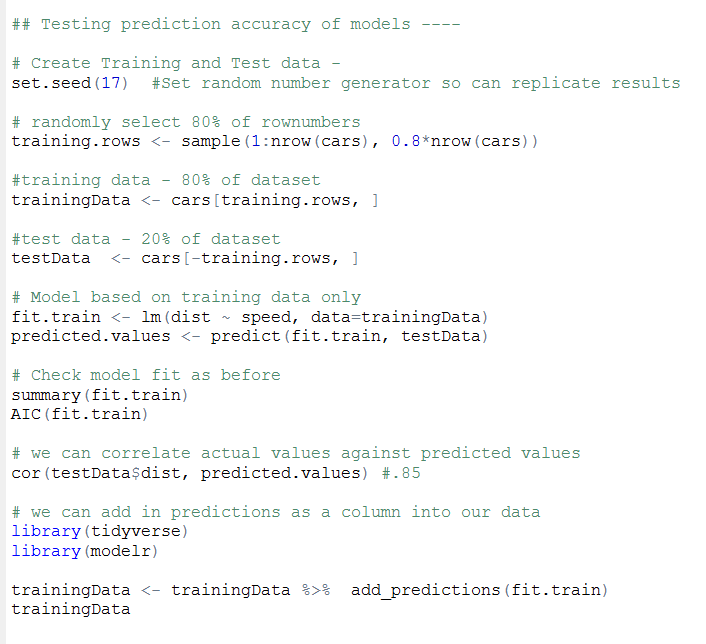 ## Testing prediction accuracy of models ----
# Create Training and Test data -
set.seed(17)  #Set random number generator so can replicate results
# randomly select 80% of rownumbers
training.rows <- sample(1:nrow(cars), 0.8*nrow(cars))
#training data - 80% of dataset
trainingData <- cars[training.rows, ]
#test data - 20% of dataset
testData  <- cars[-training.rows, ]
# Model based on training data only
fit.train <- lm(dist ~ speed, data=trainingData)
predicted.values <- predict(fit.train, testData)
# Check model fit as before
summary(fit.train)
AIC(fit.train)
# we can correlate actual values against predicted values
cor(testData$dist, predicted.values) #.85
# we can add in predictions as a column into our data
library(tidyverse)
library(modelr)
trainingData <- trainingData %>%  add_predictions(fit.train)
trainingData